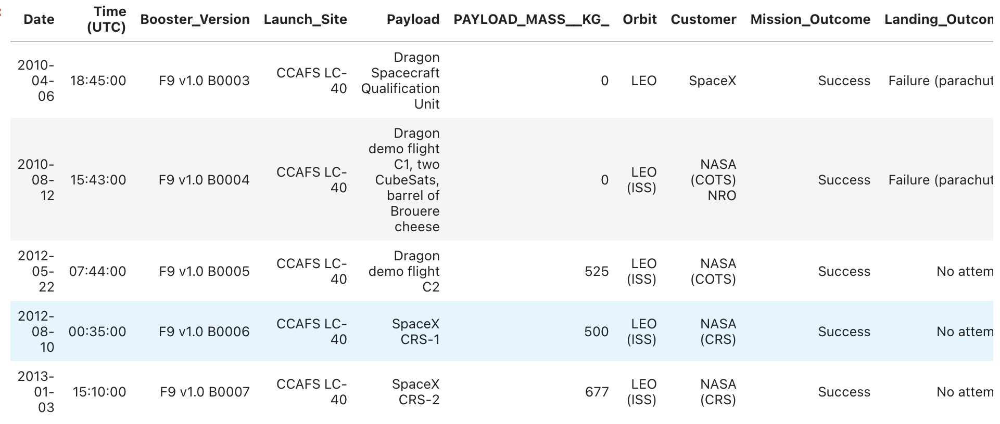 Date Time (UTC) Booster_Version Launch_Site Payload PAYLOAD_MASS__KG_ Orbit Customer Mission_Outcome Landing_Outcom
2010-04-06 18:45:00 F9 v1.0 B0003 CCAFS LC-40 Dragon Spacecraft Qualification Unit 0 LEO SpaceX Success Failure (parachut
2010-08-12 15:43:00 F9 v1.0 B0004 CCAFS LC-40 Dragon demo flight C1, two CubeSats, barrel of Brouere cheese 0 LEO (ISS) NASA (COTS) NRO Success Failure (parachut
2012-05-22 07:44:00 F9 v1.0 B0005 CCAFS LC-40 Dragon demo flight C2 525 LEO (ISS) NASA (COTS) Success No attem
2012-08-10 00:35:00 F9 v1.0 B0006 CCAFS LC-40 SpaceX CRS-1 500 LEO (ISS) NASA (CRS) Success No attem
2013-01-03 15:10:00 F9 v1.0 B0007 CCAFS LC-40 SpaceX CRS-2 677 LEO (ISS) NASA (CRS) Success No attem